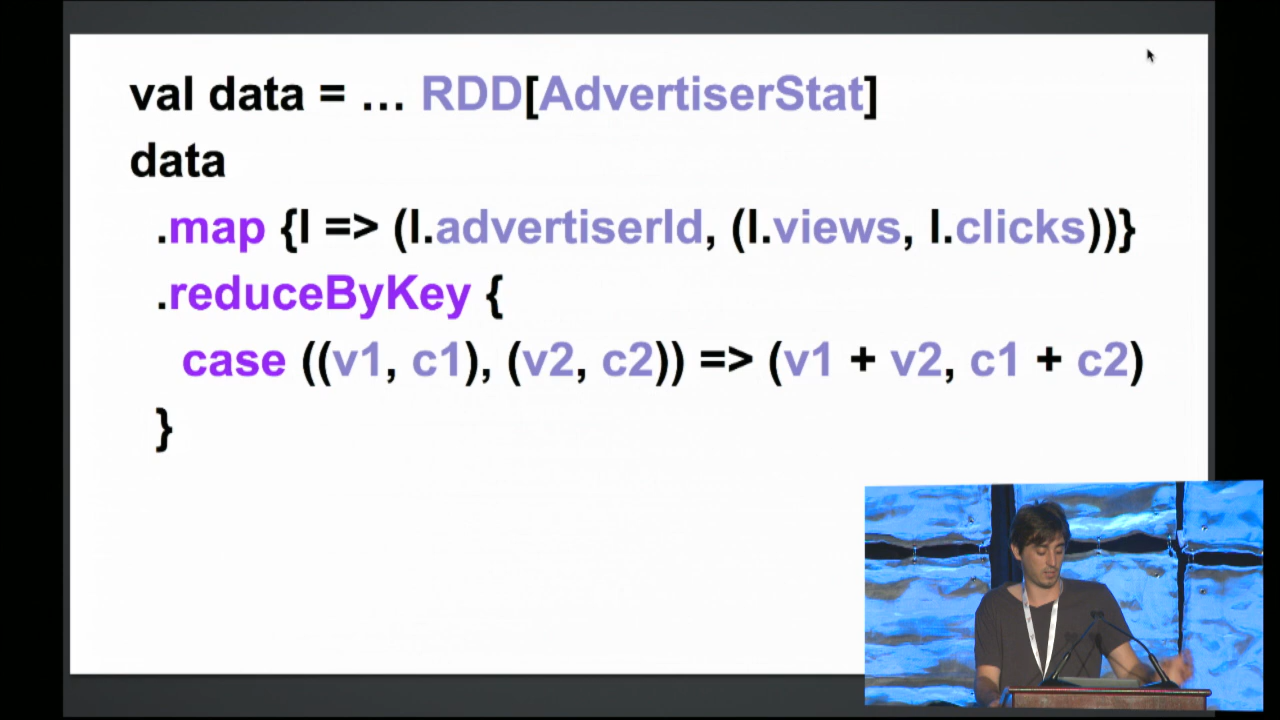 val data = … RDD[AdvertiserStat]
data
.map {l => (l.advertiserId, (l.views, l.clicks))}
.reduceByKey {
case ((v1, c1), (v2, c2)) => (v1 + v2, c1 + c2)
}